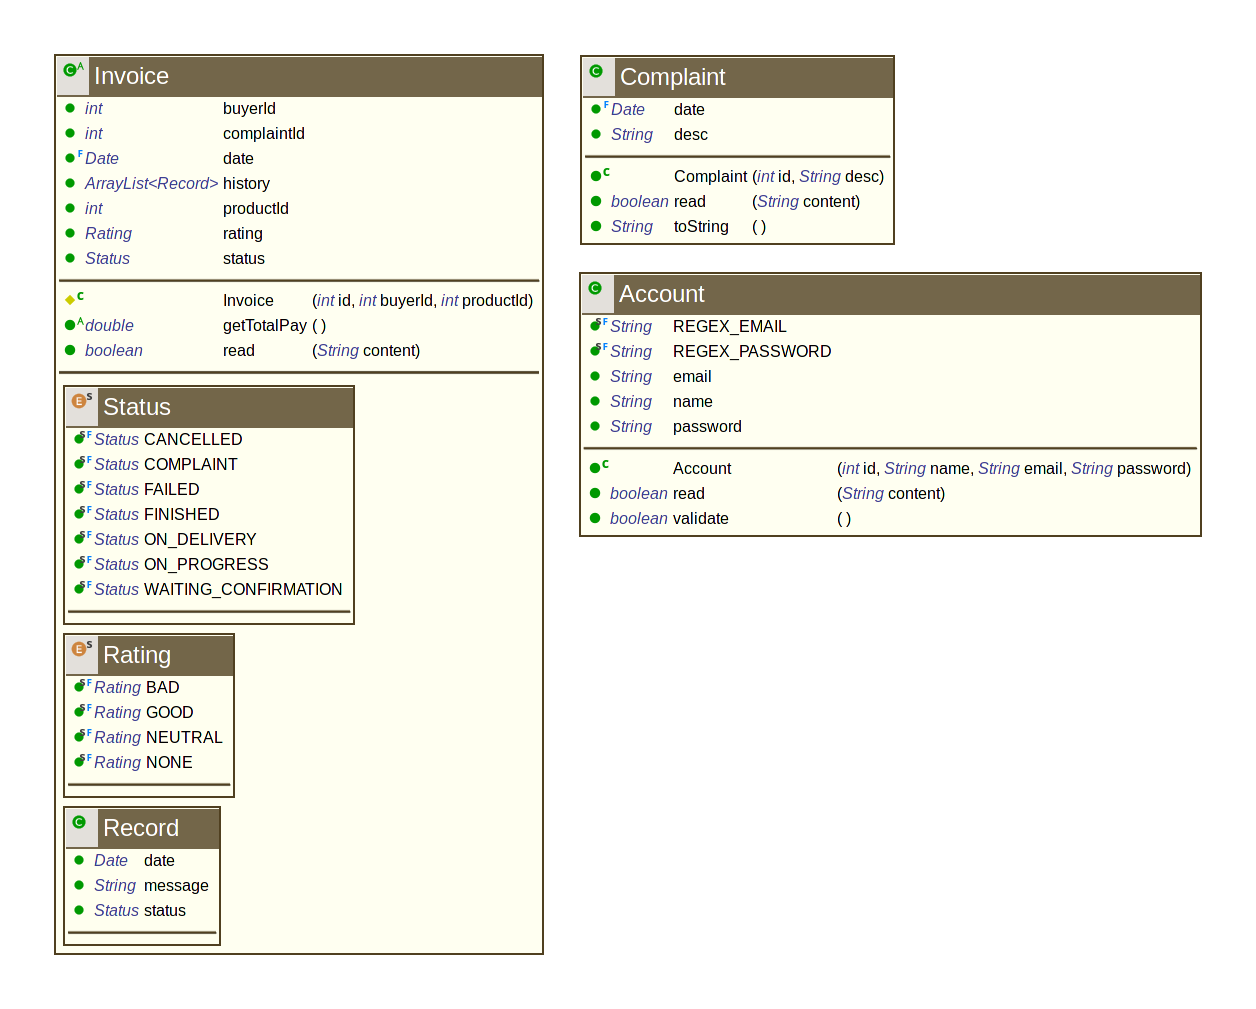 Invoice
int buyerId
int complaintId
F Date date
ArrayList<Record> history
int productId
Rating rating
Status status
C Invoice (int id, int buyerId, int productId)
A double getTotalPay ( )
boolean read (String content)
Status
S F Status CANCELLED
S F Status COMPLAINT
S F Status FAILED
S F Status FINISHED
S F Status ON_DELIVERY
S F Status ON_PROGRESS
S F Status WAITING_CONFIRMATION
Rating
S F Rating BAD
S F Rating GOOD
S F Rating NEUTRAL
S F Rating NONE
Record
Date date
String message
Status status
Complaint
F Date date
String desc
C Complaint (int id, String desc)
boolean read (String content)
String toString ( )
Account
S F String REGEX_EMAIL
S F String REGEX_PASSWORD
String email
String name
String password
C Account (int id, String name, String email, String password)
boolean read (String content)
boolean validate ( )